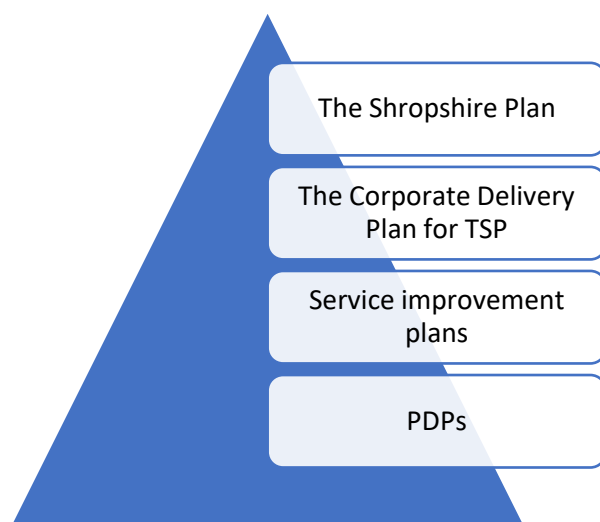 The Shropshire Plan
The Corporate Delivery
Plan for TSP
Service improvement
plans
PDPs